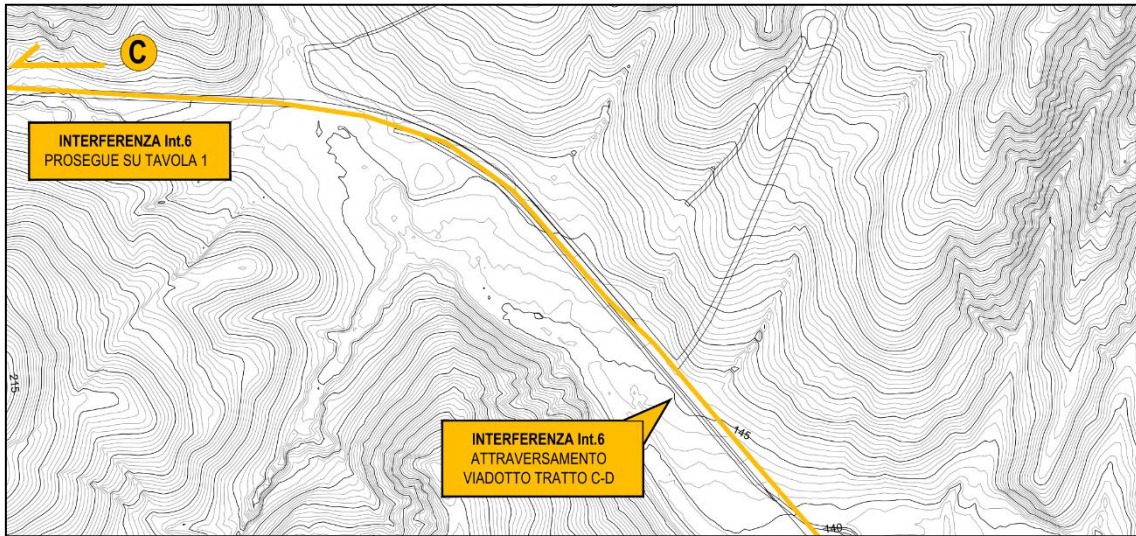 C
INTERFERENZA Int.6
PROSEGUE SU TAVOLA 1
215
INTERFERENZA Int.6
ATTRAVERSAMENTO
VIADOTTO TRATTO C-D
145
140